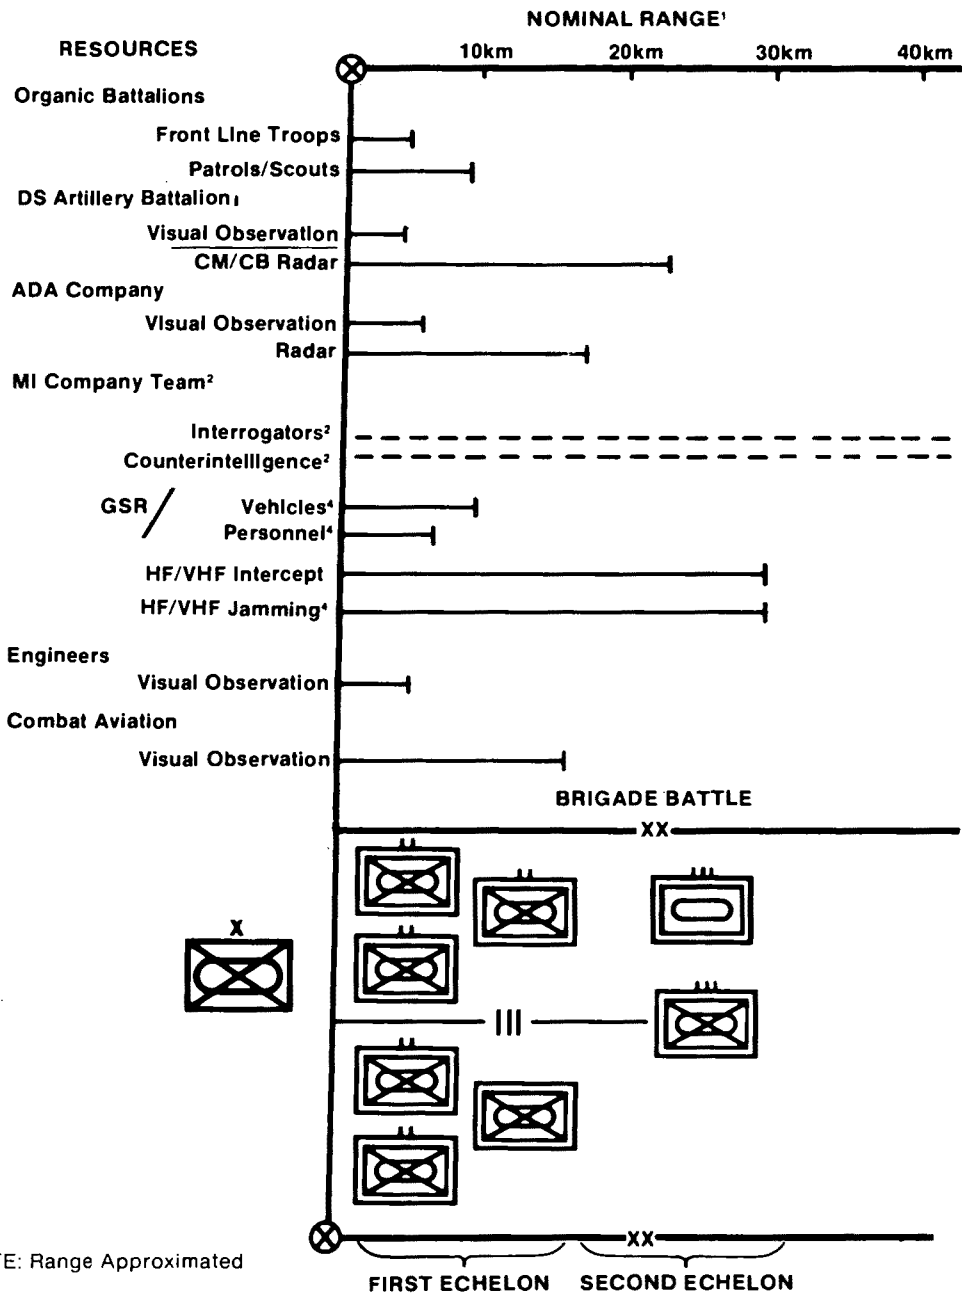 NOMINAL RANGE¹
RESOURCES
10km 20km 30km 40km
Organic Battalions
Front Line Troops
Patrols/Scouts
DS Artillery Battalion
Visual Observation
CM/CB Radar
ADA Company
Visual Observation
Radar
MI Company Team²
Interrogators²
Counterintelligence²
GSR/ Vehicles⁴
Personnel⁴
HF/VHF Intercept
HF/VHF Jamming⁴
Engineers
Visual Observation
Combat Aviation
Visual Observation
BRIGADE BATTLE
XX
X
III
XX
TE: Range Approximated
FIRST ECHELON SECOND ECHELON